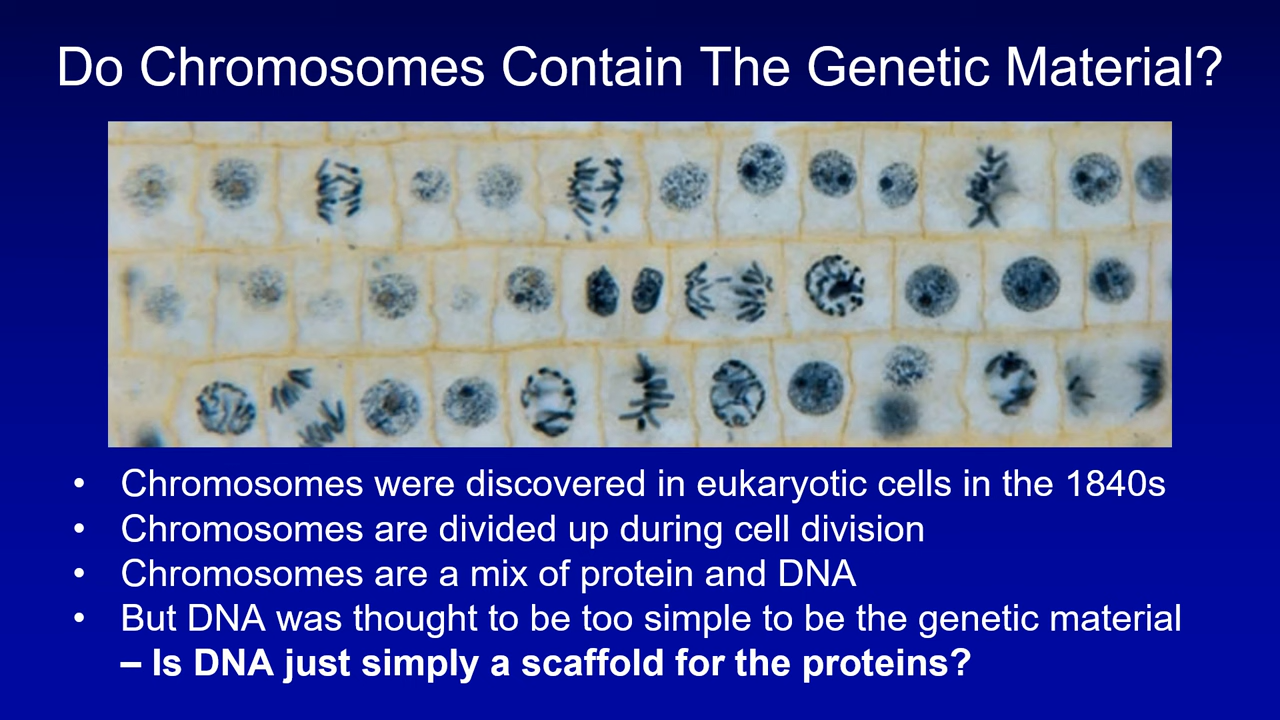 Do Chromosomes Contain The Genetic Material?
• Chromosomes were discovered in eukaryotic cells in the 1840s
• Chromosomes are divided up during cell division
• Chromosomes are a mix of protein and DNA
• But DNA was thought to be too simple to be the genetic material
– Is DNA just simply a scaffold for the proteins?